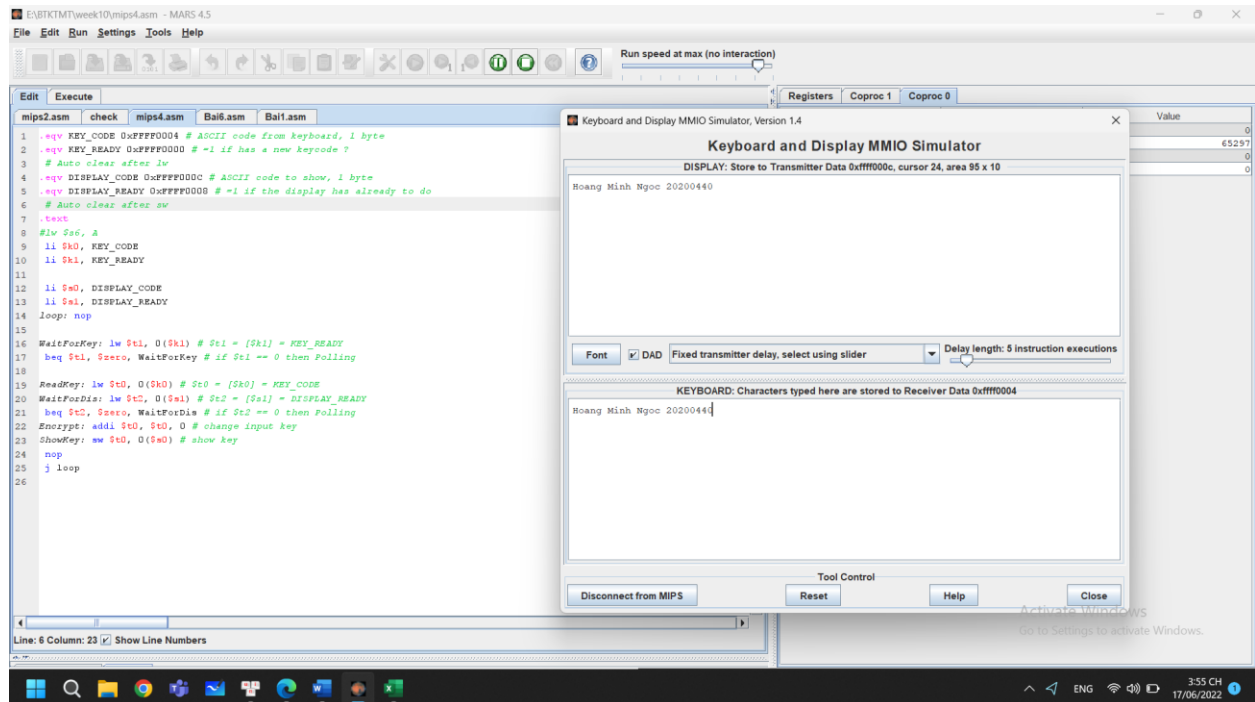 E:\BTKTMT\week10\mips4.asm - MARS 4.5
File Edit Run Settings Tools Help
Run speed at max (no interaction)
Edit Execute
mips2.asm check mips4.asm Bai6.asm Bai1.asm
1 .eqv KEY_CODE 0xFFFF0004 # ASCII code from keyboard, 1 byte
2 .eqv KEY_READY 0xFFFF0000 # =1 if has a new keycode ?
3 # Auto clear after lw
4 .eqv DISPLAY_CODE 0xFFFF000C # ASCII code to show, 1 byte
5 .eqv DISPLAY_READY 0xFFFF0008 # =1 if the display has already to do
6 # Auto clear after sw
7 .text
8 #lw $s6, A
9 li $k0, KEY_CODE
10 li $k1, KEY_READY
11
12 li $s0, DISPLAY_CODE
13 li $s1, DISPLAY_READY
14 loop: nop
15
16 WaitForKey: lw $t1, 0($k1) # $t1 = [$k1] = KEY_READY
17 beq $t1, $zero, WaitForKey # if $t1 == 0 then Polling
18
19 ReadKey: lw $t0, 0($k0) # $t0 = [$k0] = KEY_CODE
20 WaitForDis: lw $t2, 0($s1) # $t2 = [$s1] = DISPLAY_READY
21 beq $t2, $zero, WaitForDis # if $t2 == 0 then Polling
22 Encrypt: addi $t0, $t0, 0 # change input key
23 ShowKey: sw $t0, 0($s0) # show key
24 nop
25 j loop
26
Line: 6 Column: 23 Show Line Numbers
Registers Coproc 1 Coproc 0
Value
0
65297
0
0
Keyboard and Display MMIO Simulator, Version 1.4
Keyboard and Display MMIO Simulator
DISPLAY: Store to Transmitter Data 0xffff000c, cursor 24, area 95 x 10
Hoang Minh Ngoc 20200440
Font DAD Fixed transmitter delay, select using slider Delay length: 5 instruction executions
KEYBOARD: Characters typed here are stored to Receiver Data 0xffff0004
Hoang Minh Ngoc 20200440
Tool Control
Disconnect from MIPS Reset Help Close
Activate Windows
Go to Settings to activate Windows.
ENG 3:55 CH
17/06/2022 1